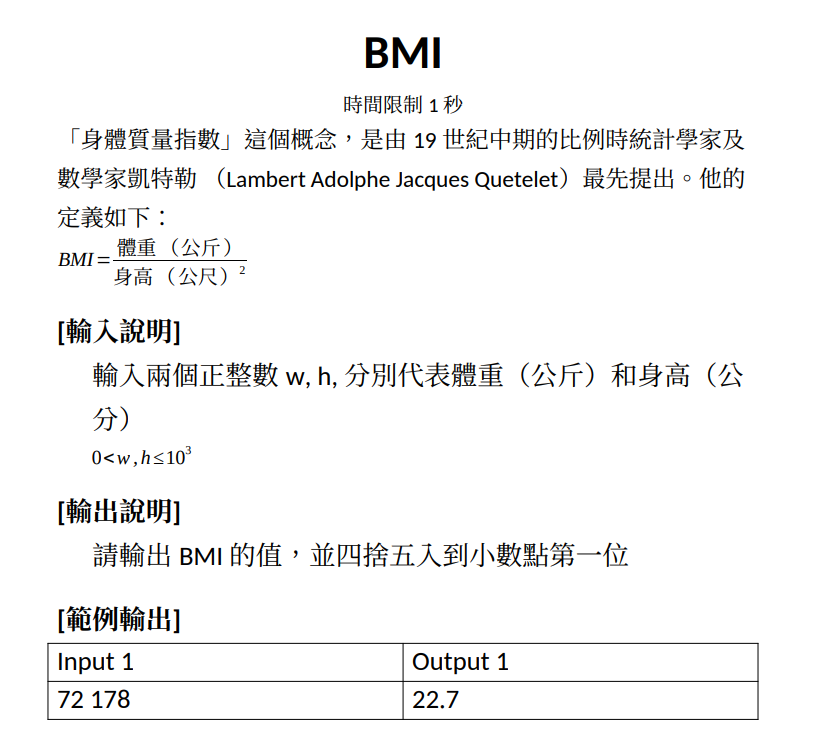 BMI
時間限制 1 秒
「身體質量指數」這個概念，是由 19 世紀中期的比例時統計學家及
數學家凱特勒 （Lambert Adolphe Jacques Quetelet）最先提出。他的
定義如下：
BMI = 體重（公斤） / 身高（公尺）²
[輸入說明]
輸入兩個正整數 w, h, 分別代表體重（公斤）和身高（公
分）
0 < w , h ≤ 10³
[輸出說明]
請輸出 BMI 的值，並四捨五入到小數點第一位
[範例輸出]
Input 1 Output 1
72 178 22.7